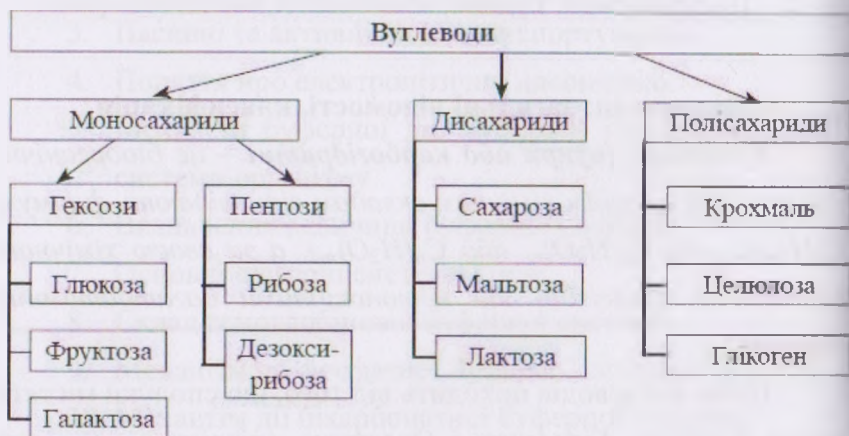 Вуглеводи
Моносахариди
Дисахариди
Полісахариди
Гексози
Пентози
Сахароза
Крохмаль
Глюкоза
Рибоза
Мальтоза
Целюлоза
Фруктоза
Дезокси-
рибоза
Лактоза
Глікоген
Галактоза